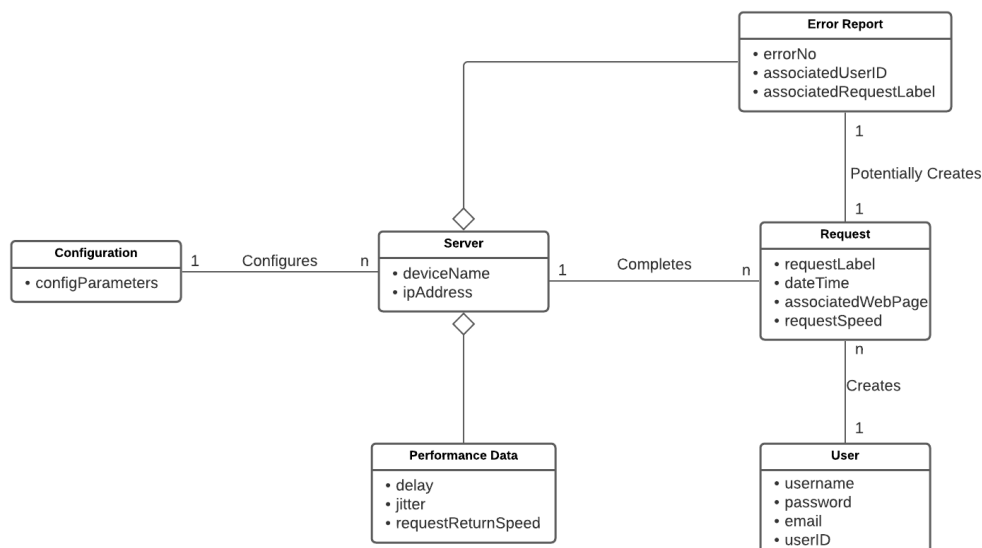 Error Report
• errorNo
• associatedUserID
• associatedRequestLabel
1
Potentially Creates
1
Configuration
• configParameters
1
Configures
n
Server
• deviceName
• ipAddress
1
Completes
n
Request
• requestLabel
• dateTime
• associatedWebPage
• requestSpeed
n
Creates
1
Performance Data
• delay
• jitter
• requestReturnSpeed
User
• username
• password
• email
• userID